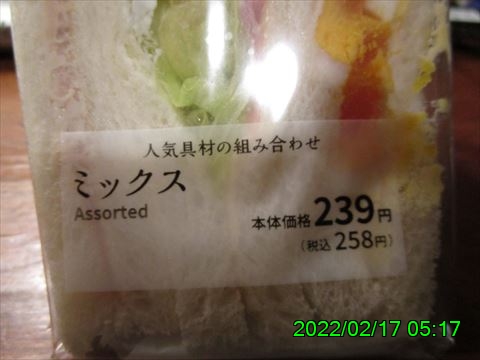 人気具材の組み合わせ
ミックス
Assorted
本体価格239円
(税込258円)
2022/02/17 05:17